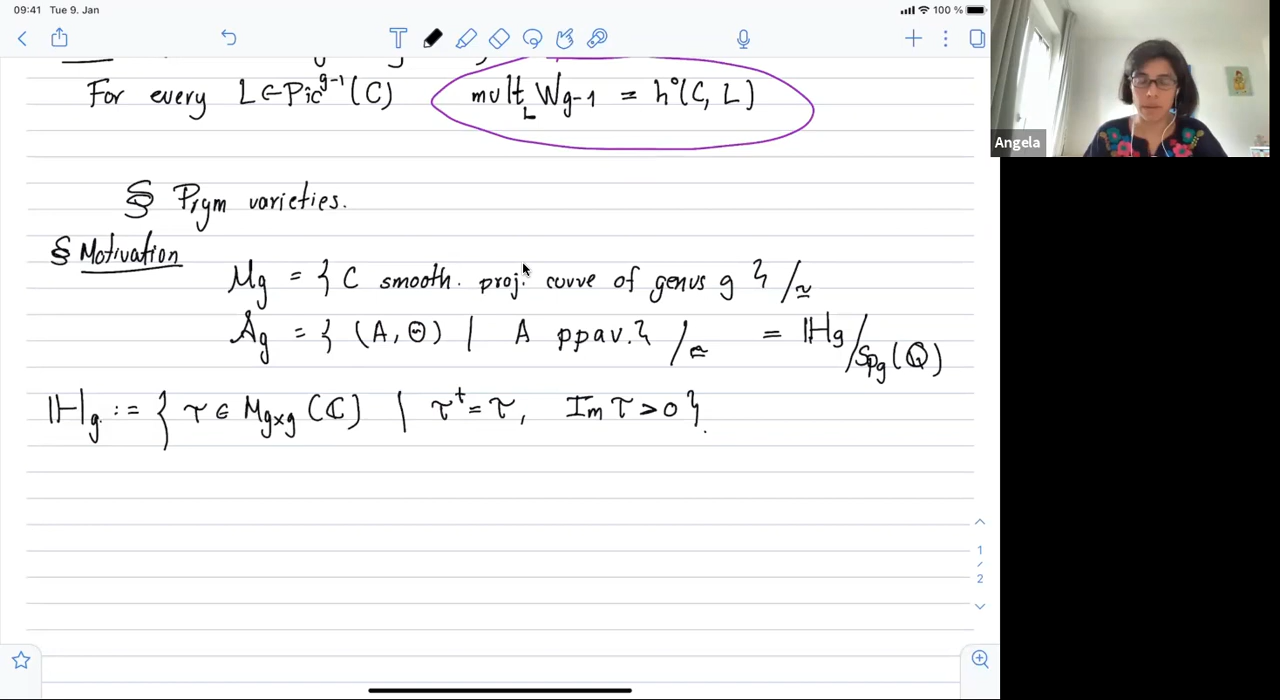 09:41 Tue 9. Jan 100 %
For every L ∈ Pic^{g-1}(C) mult_L W_{g-1} = h^0(C, L)
§ Prym varieties.
§ Motivation
M_g = { C smooth. proj. curve of genus g } / ≃
A_g = { (A, Θ) | A ppav. } / ≃ = ℍ_g / Sp_g(ℚ)
ℍ_g := { τ ∈ M_{g×g}(ℂ) | τ^t = τ, Im τ > 0 }.
Angela
1
/
2